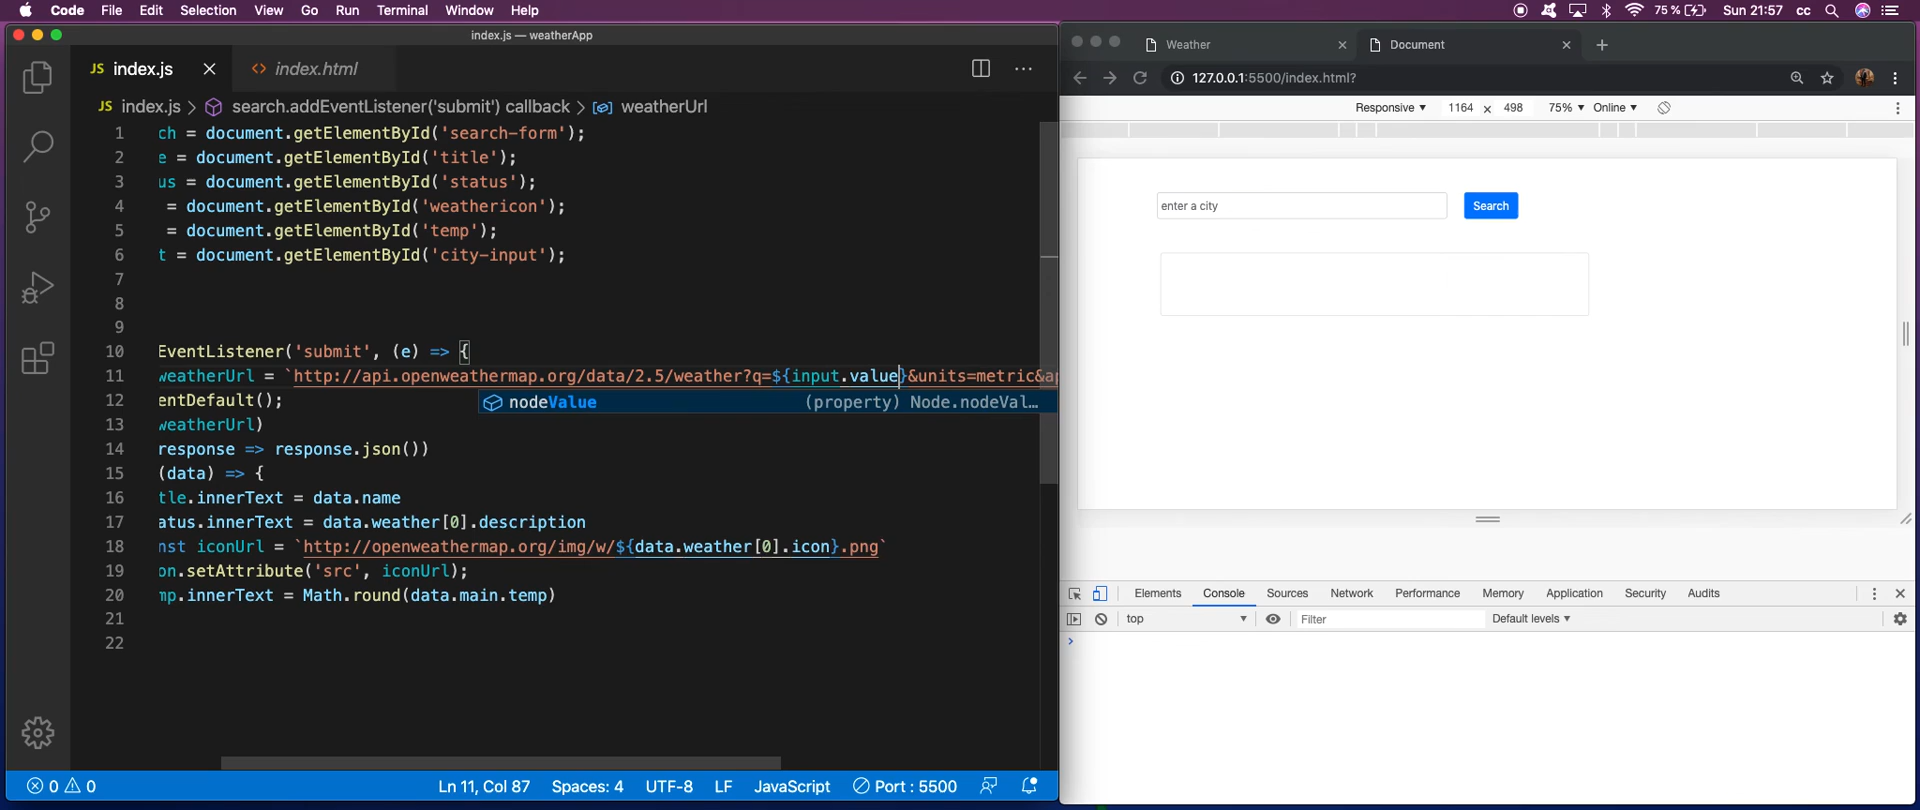 Code File Edit Selection View Go Run Terminal Window Help 75 % Sun 21:57 cc
index.js — weatherApp
JS index.js index.html
JS index.js > search.addEventListener('submit') callback > weatherUrl
1 ch = document.getElementById('search-form');
2 e = document.getElementById('title');
3 us = document.getElementById('status');
4 = document.getElementById('weathericon');
5 = document.getElementById('temp');
6 t = document.getElementById('city-input');
7
8
9
10 EventListener('submit', (e) => {
11 weatherUrl = `http://api.openweathermap.org/data/2.5/weather?q=${input.value}&units=metric&ap
nodeValue (property) Node.nodeVal…
12 entDefault();
13 weatherUrl)
14 response => response.json())
15 (data) => {
16 tle.innerText = data.name
17 atus.innerText = data.weather[0].description
18 nst iconUrl = `http://openweathermap.org/img/w/${data.weather[0].icon}.png`
19 on.setAttribute('src', iconUrl);
20 mp.innerText = Math.round(data.main.temp)
21
22
0 0 Ln 11, Col 87 Spaces: 4 UTF-8 LF JavaScript Port : 5500
Weather Document
127.0.0.1:5500/index.html?
Responsive 1164 × 498 75% Online
enter a city Search
Elements Console Sources Network Performance Memory Application Security Audits
top Filter Default levels